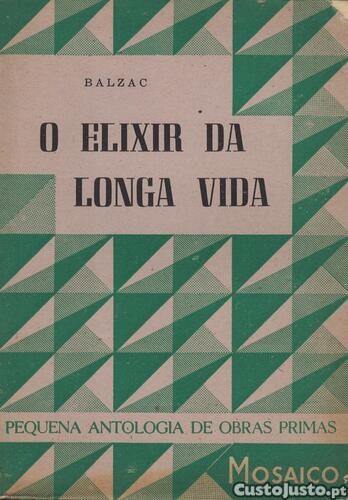 BALZAC
O ELIXIR DA
LONGA VIDA
PEQUENA ANTOLOGIA DE OBRAS PRIMAS
MOSAICO
CustoJusto.pt